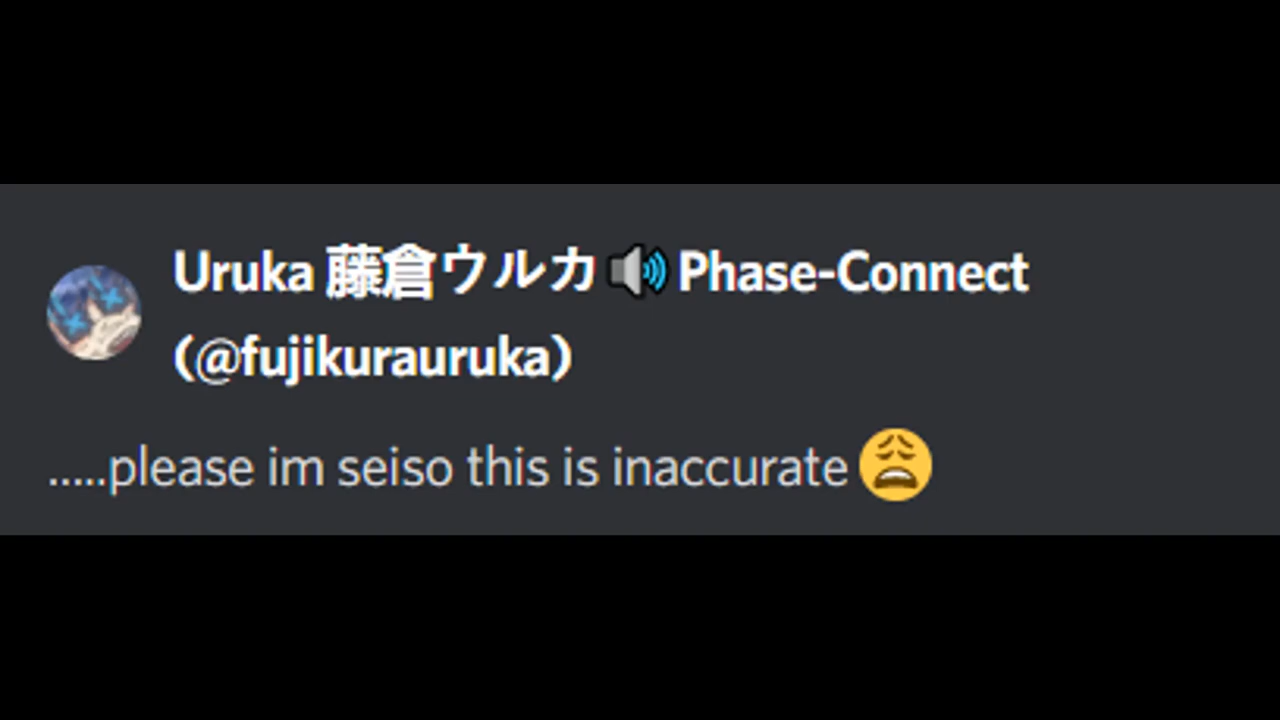 Uruka 藤倉ウルカ🔊Phase-Connect
(@fujikurauruka)
.....please im seiso this is inaccurate😩